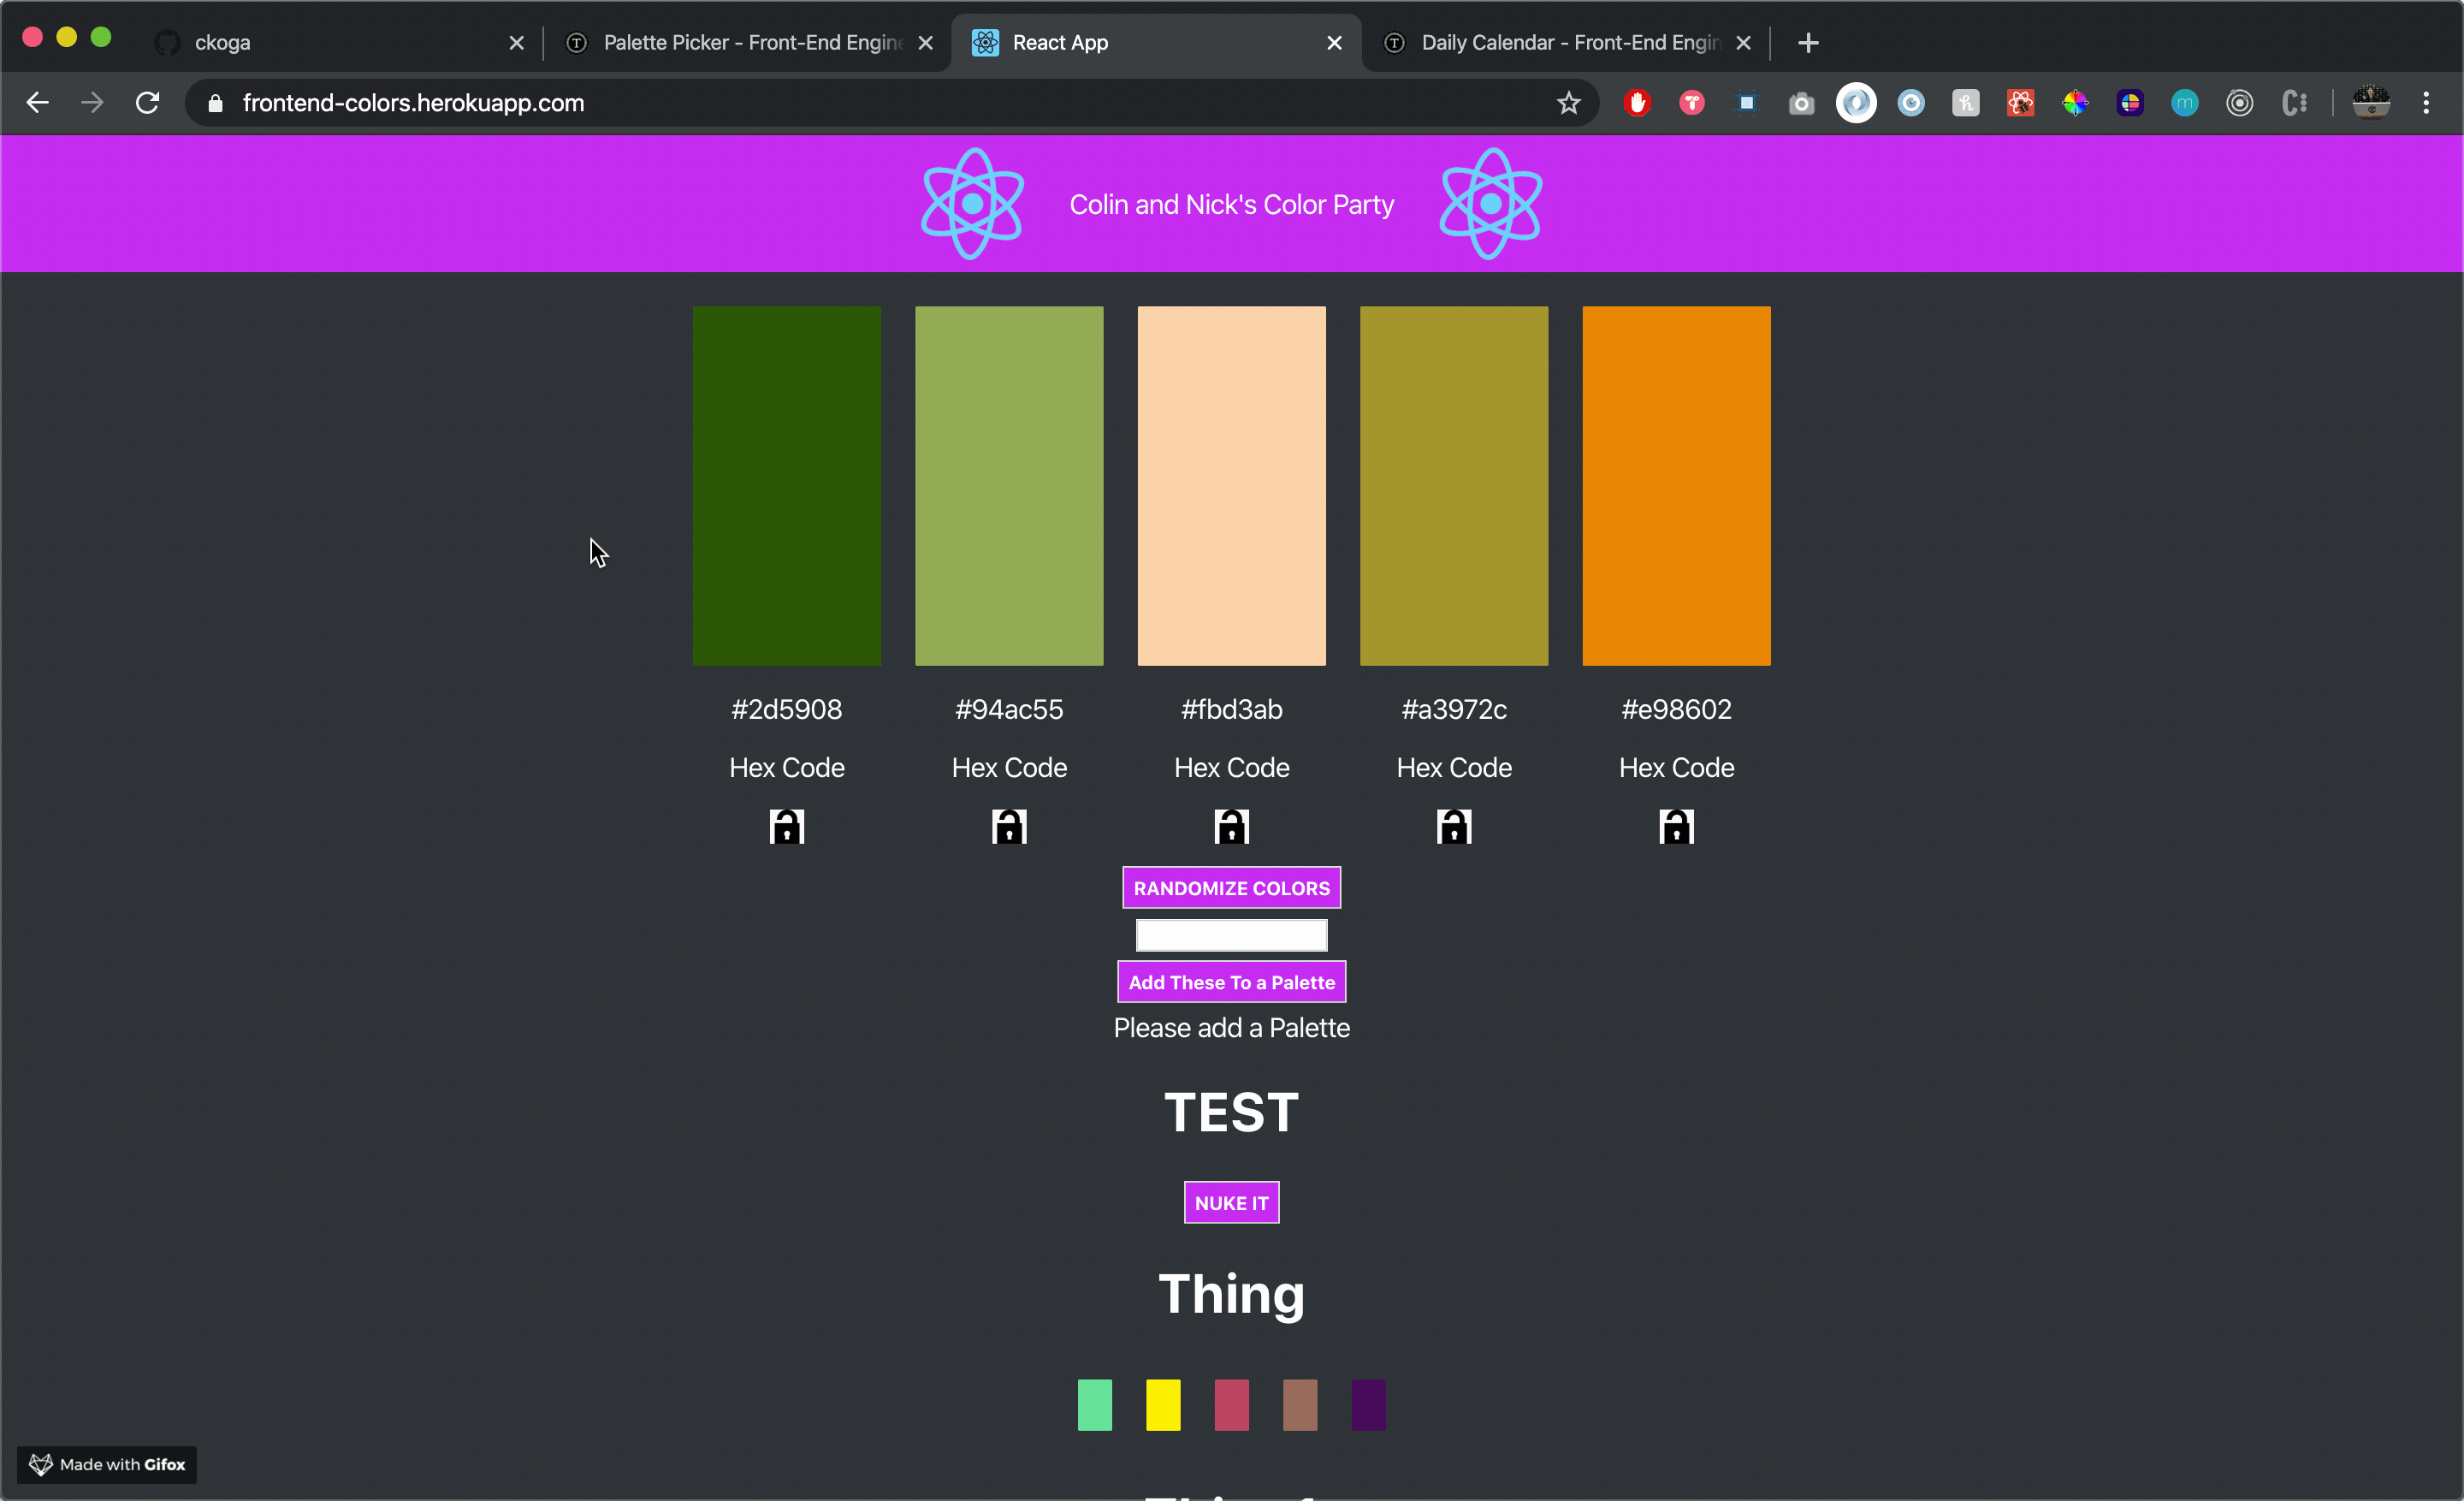 ckoga
Palette Picker - Front-End Engine
React App
Daily Calendar - Front-End Engin
frontend-colors.herokuapp.com
Colin and Nick's Color Party
#2d5908 #94ac55 #fbd3ab #a3972c #e98602
Hex Code Hex Code Hex Code Hex Code Hex Code
RANDOMIZE COLORS
Add These To a Palette
Please add a Palette
TEST
NUKE IT
Thing
Made with Gifox